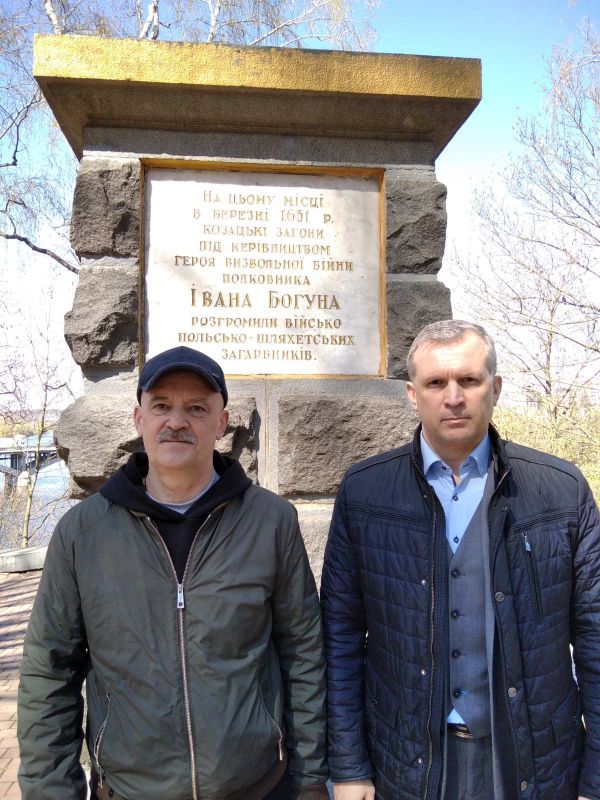 НА ЦЬОМУ МІСЦІ
В БЕРЕЗНІ 1651 р.
КОЗАЦЬКІ ЗАГОНИ
ПІД КЕРІВНИЦТВОМ
ГЕРОЯ ВИЗВОЛЬНОЇ ВІЙНИ
ПОЛКОВНИКА
ІВАНА БОГУНА
РОЗГРОМИЛИ ВІЙСЬКО
ПОЛЬСЬКО-ШЛЯХЕТСЬКИХ
ЗАГАРБНИКІВ.